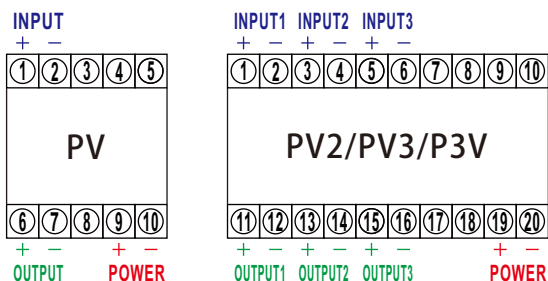 INPUT
+ −
① ② ③ ④ ⑤
PV
⑥ ⑦ ⑧ ⑨ ⑩
+ − + −
OUTPUT POWER
INPUT1 INPUT2 INPUT3
+ − + − + −
① ② ③ ④ ⑤ ⑥ ⑦ ⑧ ⑨ ⑩
PV2/PV3/P3V
⑪ ⑫ ⑬ ⑭ ⑮ ⑯ ⑰ ⑱ ⑲ ⑳
+ − + − + − + −
OUTPUT1 OUTPUT2 OUTPUT3 POWER